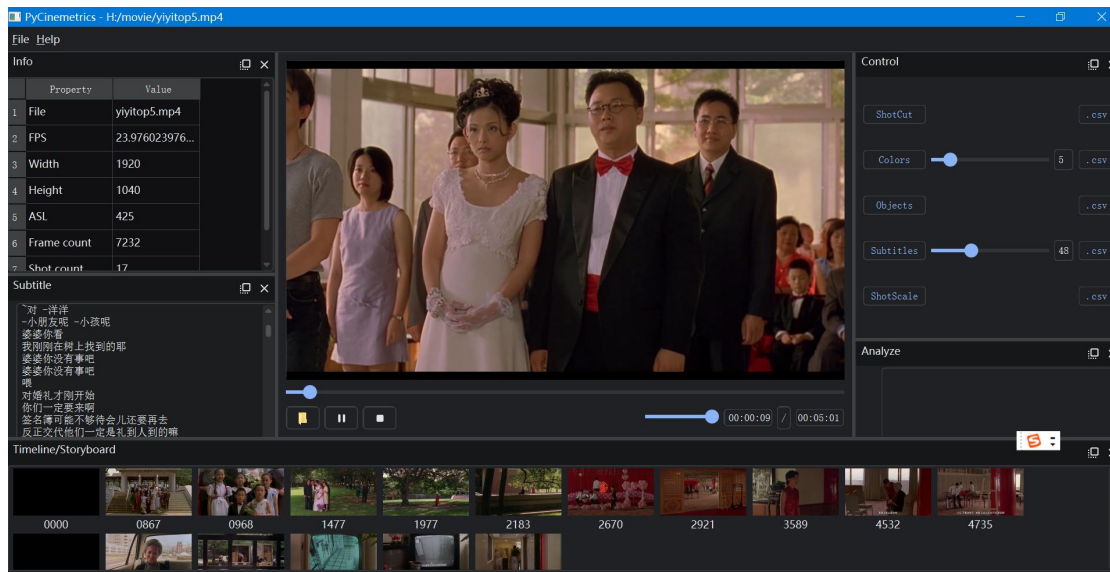 PyCinemetrics - H:/movie/yiyitop5.mp4
File Help
Info
Property Value
1 File yiyitop5.mp4
2 FPS 23.976023976...
3 Width 1920
4 Height 1040
5 ASL 425
6 Frame count 7232
7 Shot count 17
Subtitle
~对 -洋洋
-小朋友呢 -小孩呢
婆婆你看
我刚刚在树上找到的耶
婆婆你没有事吧
婆婆你没有事吧
喂
对婚礼才刚开始
你们一定要来啊
签名簿可能不够待会儿还要再去
反正交代他们一定是礼到人到的嘛
00:00:09 / 00:05:01
Control
ShotCut .csv
Colors 5 .csv
Objects .csv
Subtitles 48 .csv
ShotScale .csv
Analyze
Timeline/Storyboard
0000 0867 0968 1477 1977 2183 2670 2921 3589 4532 4735